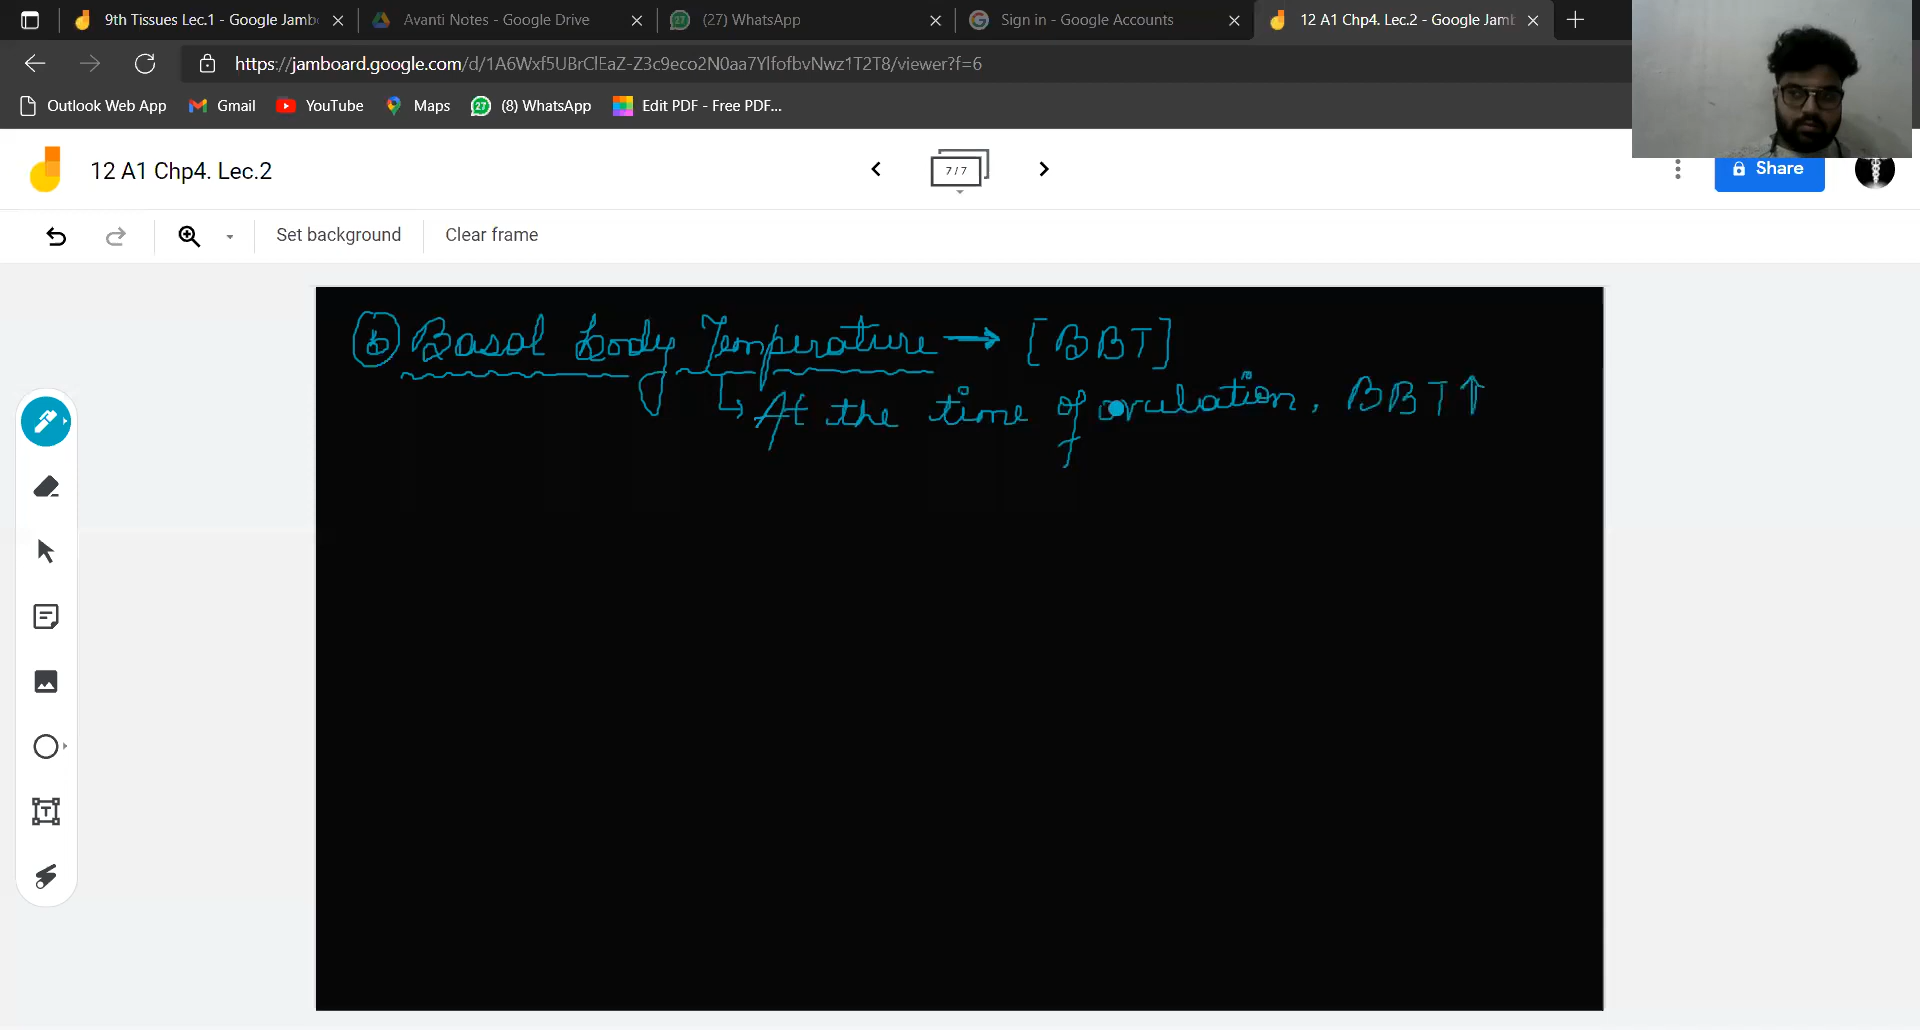 9th Tissues Lec.1 - Google Jamb
Avanti Notes - Google Drive
(27) WhatsApp
Sign in - Google Accounts
12 A1 Chp4. Lec.2 - Google Jamb
https://jamboard.google.com/d/1A6Wxf5UBrClEaZ-Z3c9eco2N0aa7YlfofbvNwz1T2T8/viewer?f=6
Outlook Web App
Gmail
YouTube
Maps
27
(8) WhatsApp
Edit PDF - Free PDF...
12 A1 Chp4. Lec.2
7 / 7
Share
Set background
Clear frame
(b) Basal body Temperature → [BBT]
↳ At the time of ovulation, BBT↑